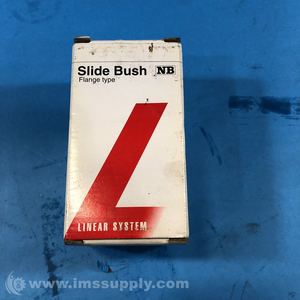 Slide Bush NB
Flange type
LINEAR SYSTEM
© www.imssupply.com